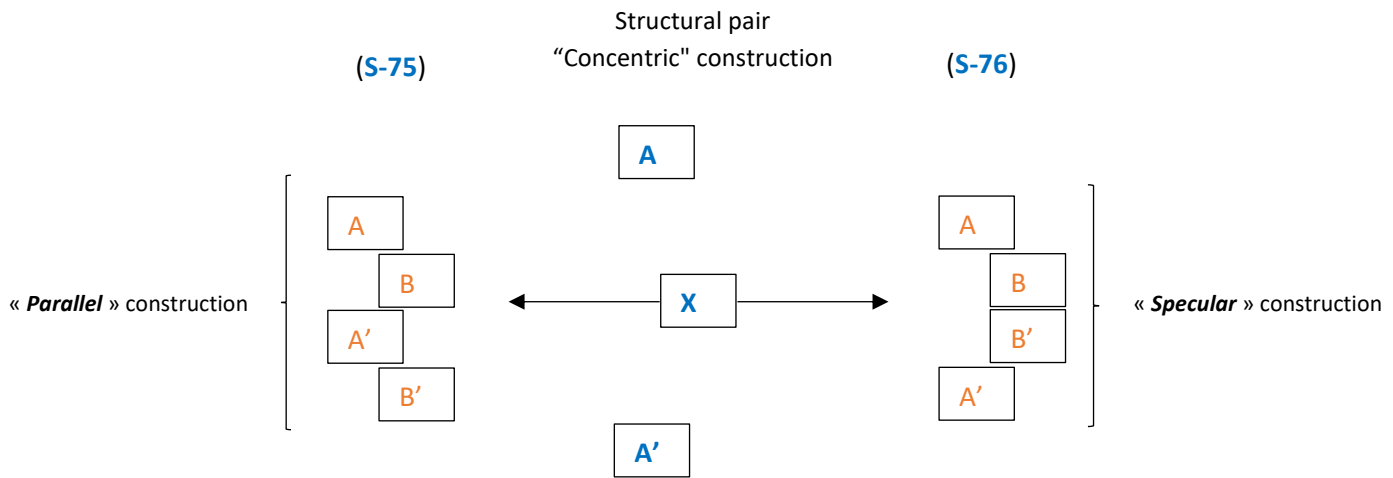 Structural pair
“Concentric" construction
(S-75)
(S-76)
A
A
B
A’
B’
« Parallel » construction
X
A
B
B’
A’
« Specular » construction
A’